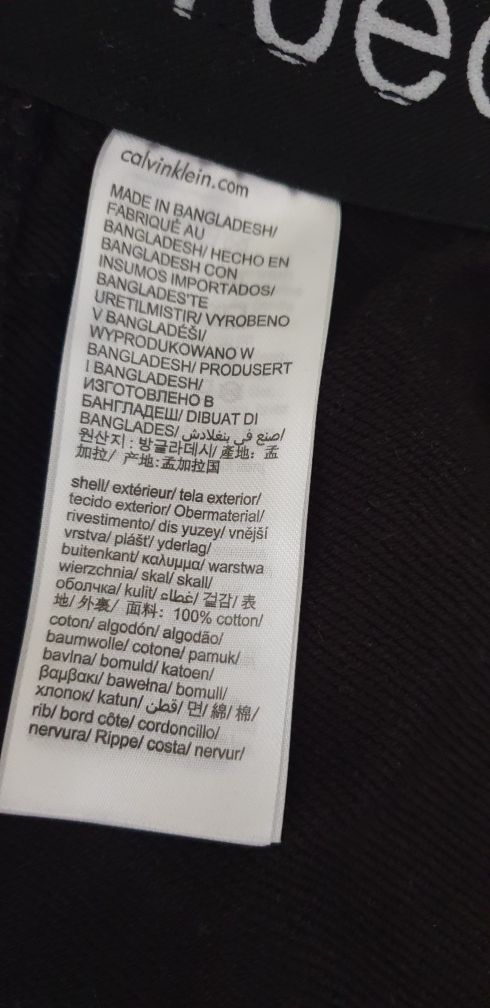 calvinklein.com
MADE IN BANGLADESH/
FABRIQUÉ AU
BANGLADESH/ HECHO EN
BANGLADESH CON
INSUMOS IMPORTADOS/
BANGLADEŞ'TE
URETILMISTIR/ VYROBENO
V BANGLADÉŠI/
WYPRODUKOWANO W
BANGLADESH/ PRODUSERT
I BANGLADESH/
ИЗГОТОВЛЕНО В
БАНГЛАДЕШ/ DIBUAT DI
BANGLADES/ اصنع في بنغلادش/
원산지 : 방글라데시/ 產地: 孟
加拉/ 产地:孟加拉国
shell/ extérieur/ tela exterior/
tecido exterior/ Obermaterial/
rivestimento/ dis yuzey/ vnější
vrstva/ plášť/ yderlag/
buitenkant/ καλυμμα/ warstwa
wierzchnia/ skal/ skall/
оболчка/ kulit/ غطاء/ 겉감/ 表
地/ 外裏/ 面料: 100% cotton/
coton/ algodón/ algodão/
baumwolle/ cotone/ pamuk/
bavlna/ bomuld/ katoen/
βαμβακι/ bawełna/ bomull/
хлопок/ katun/ قطن/ 면/ 綿/ 棉/
rib/ bord côte/ cordoncillo/
nervura/ Rippe/ costa/ nervur/